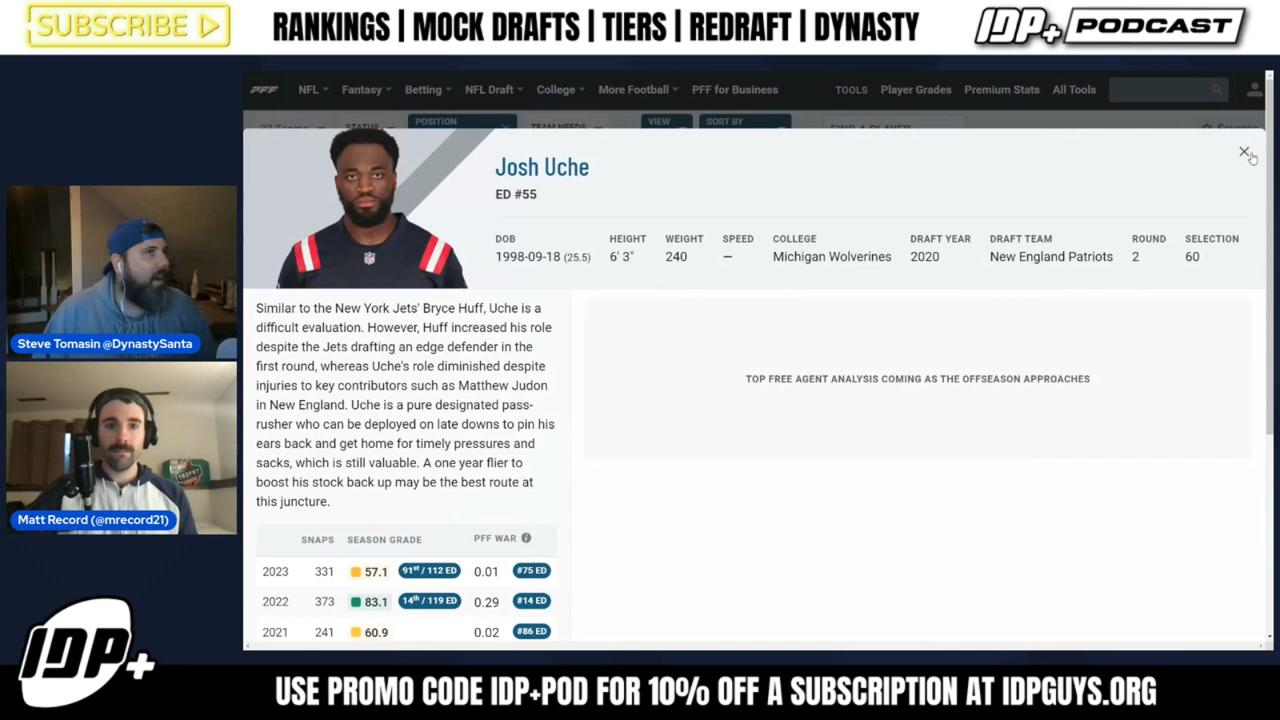 SUBSCRIBE
RANKINGS | MOCK DRAFTS | TIERS | REDRAFT | DYNASTY
IDP+ PODCAST
PFF NFL Fantasy Betting NFL Draft College More Football PFF for Business TOOLS Player Grades Premium Stats All Tools
32 Teams STATUS POSITION TEAM NEEDS VIEW SORT BY FIND A PLAYER
Josh Uche
ED #55
DOB HEIGHT WEIGHT SPEED COLLEGE DRAFT YEAR DRAFT TEAM ROUND SELECTION
1998-09-18 (25.5) 6' 3" 240 — Michigan Wolverines 2020 New England Patriots 2 60
Similar to the New York Jets' Bryce Huff, Uche is a
difficult evaluation. However, Huff increased his role
despite the Jets drafting an edge defender in the
first round, whereas Uche's role diminished despite
injuries to key contributors such as Matthew Judon
in New England. Uche is a pure designated pass-
rusher who can be deployed on late downs to pin his
ears back and get home for timely pressures and
sacks, which is still valuable. A one year flier to
boost his stock back up may be the best route at
this juncture.
TOP FREE AGENT ANALYSIS COMING AS THE OFFSEASON APPROACHES
SNAPS SEASON GRADE PFF WAR
2023 331 57.1 91st / 112 ED 0.01 #75 ED
2022 373 83.1 14th / 119 ED 0.29 #14 ED
2021 241 60.9 0.02 #86 ED
Steve Tomasin @DynastySanta
Matt Record (@mrecord21)
IDP+
USE PROMO CODE IDP+POD FOR 10% OFF A SUBSCRIPTION AT IDPGUYS.ORG